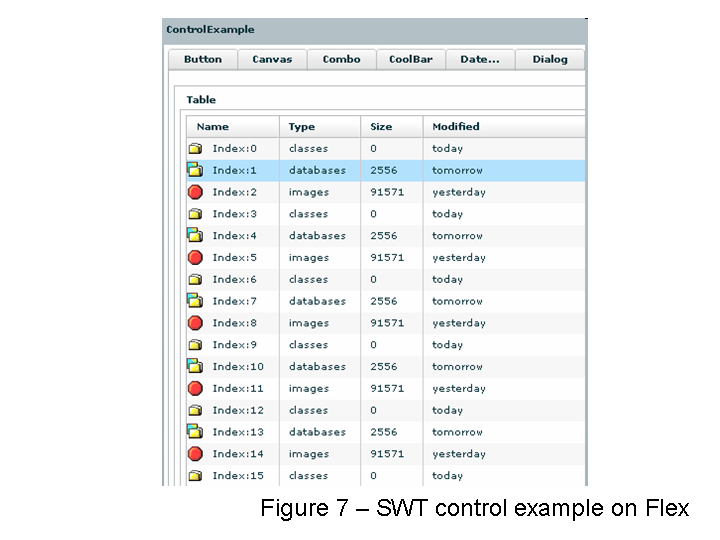 ControlExample
Button Canvas Combo CoolBar Date... Dialog
Table
Name Type Size Modified
Index:0 classes 0 today
Index:1 databases 2556 tomorrow
Index:2 images 91571 yesterday
Index:3 classes 0 today
Index:4 databases 2556 tomorrow
Index:5 images 91571 yesterday
Index:6 classes 0 today
Index:7 databases 2556 tomorrow
Index:8 images 91571 yesterday
Index:9 classes 0 today
Index:10 databases 2556 tomorrow
Index:11 images 91571 yesterday
Index:12 classes 0 today
Index:13 databases 2556 tomorrow
Index:14 images 91571 yesterday
Index:15 classes 0 today
Figure 7 – SWT control example on Flex